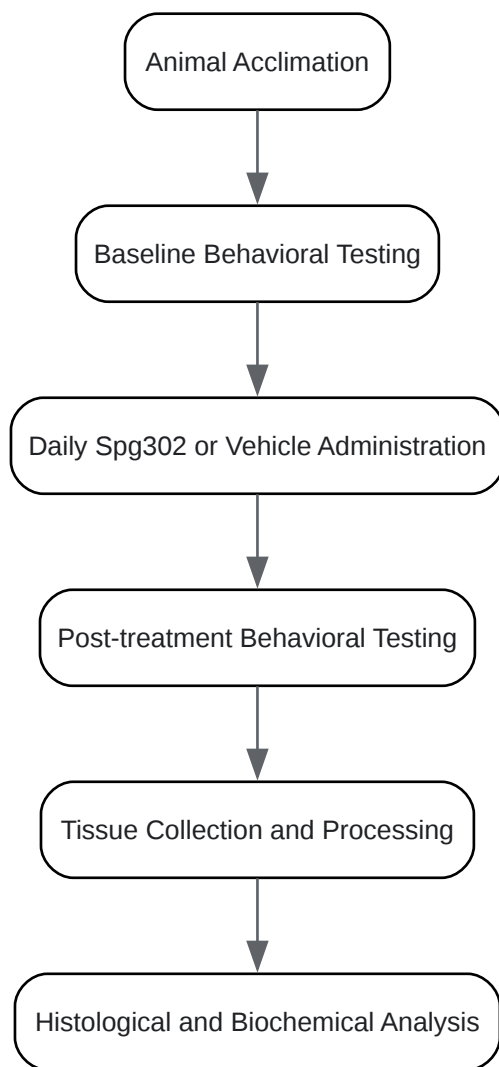 Animal Acclimation
Baseline Behavioral Testing
Daily Spg302 or Vehicle Administration
Post-treatment Behavioral Testing
Tissue Collection and Processing
Histological and Biochemical Analysis